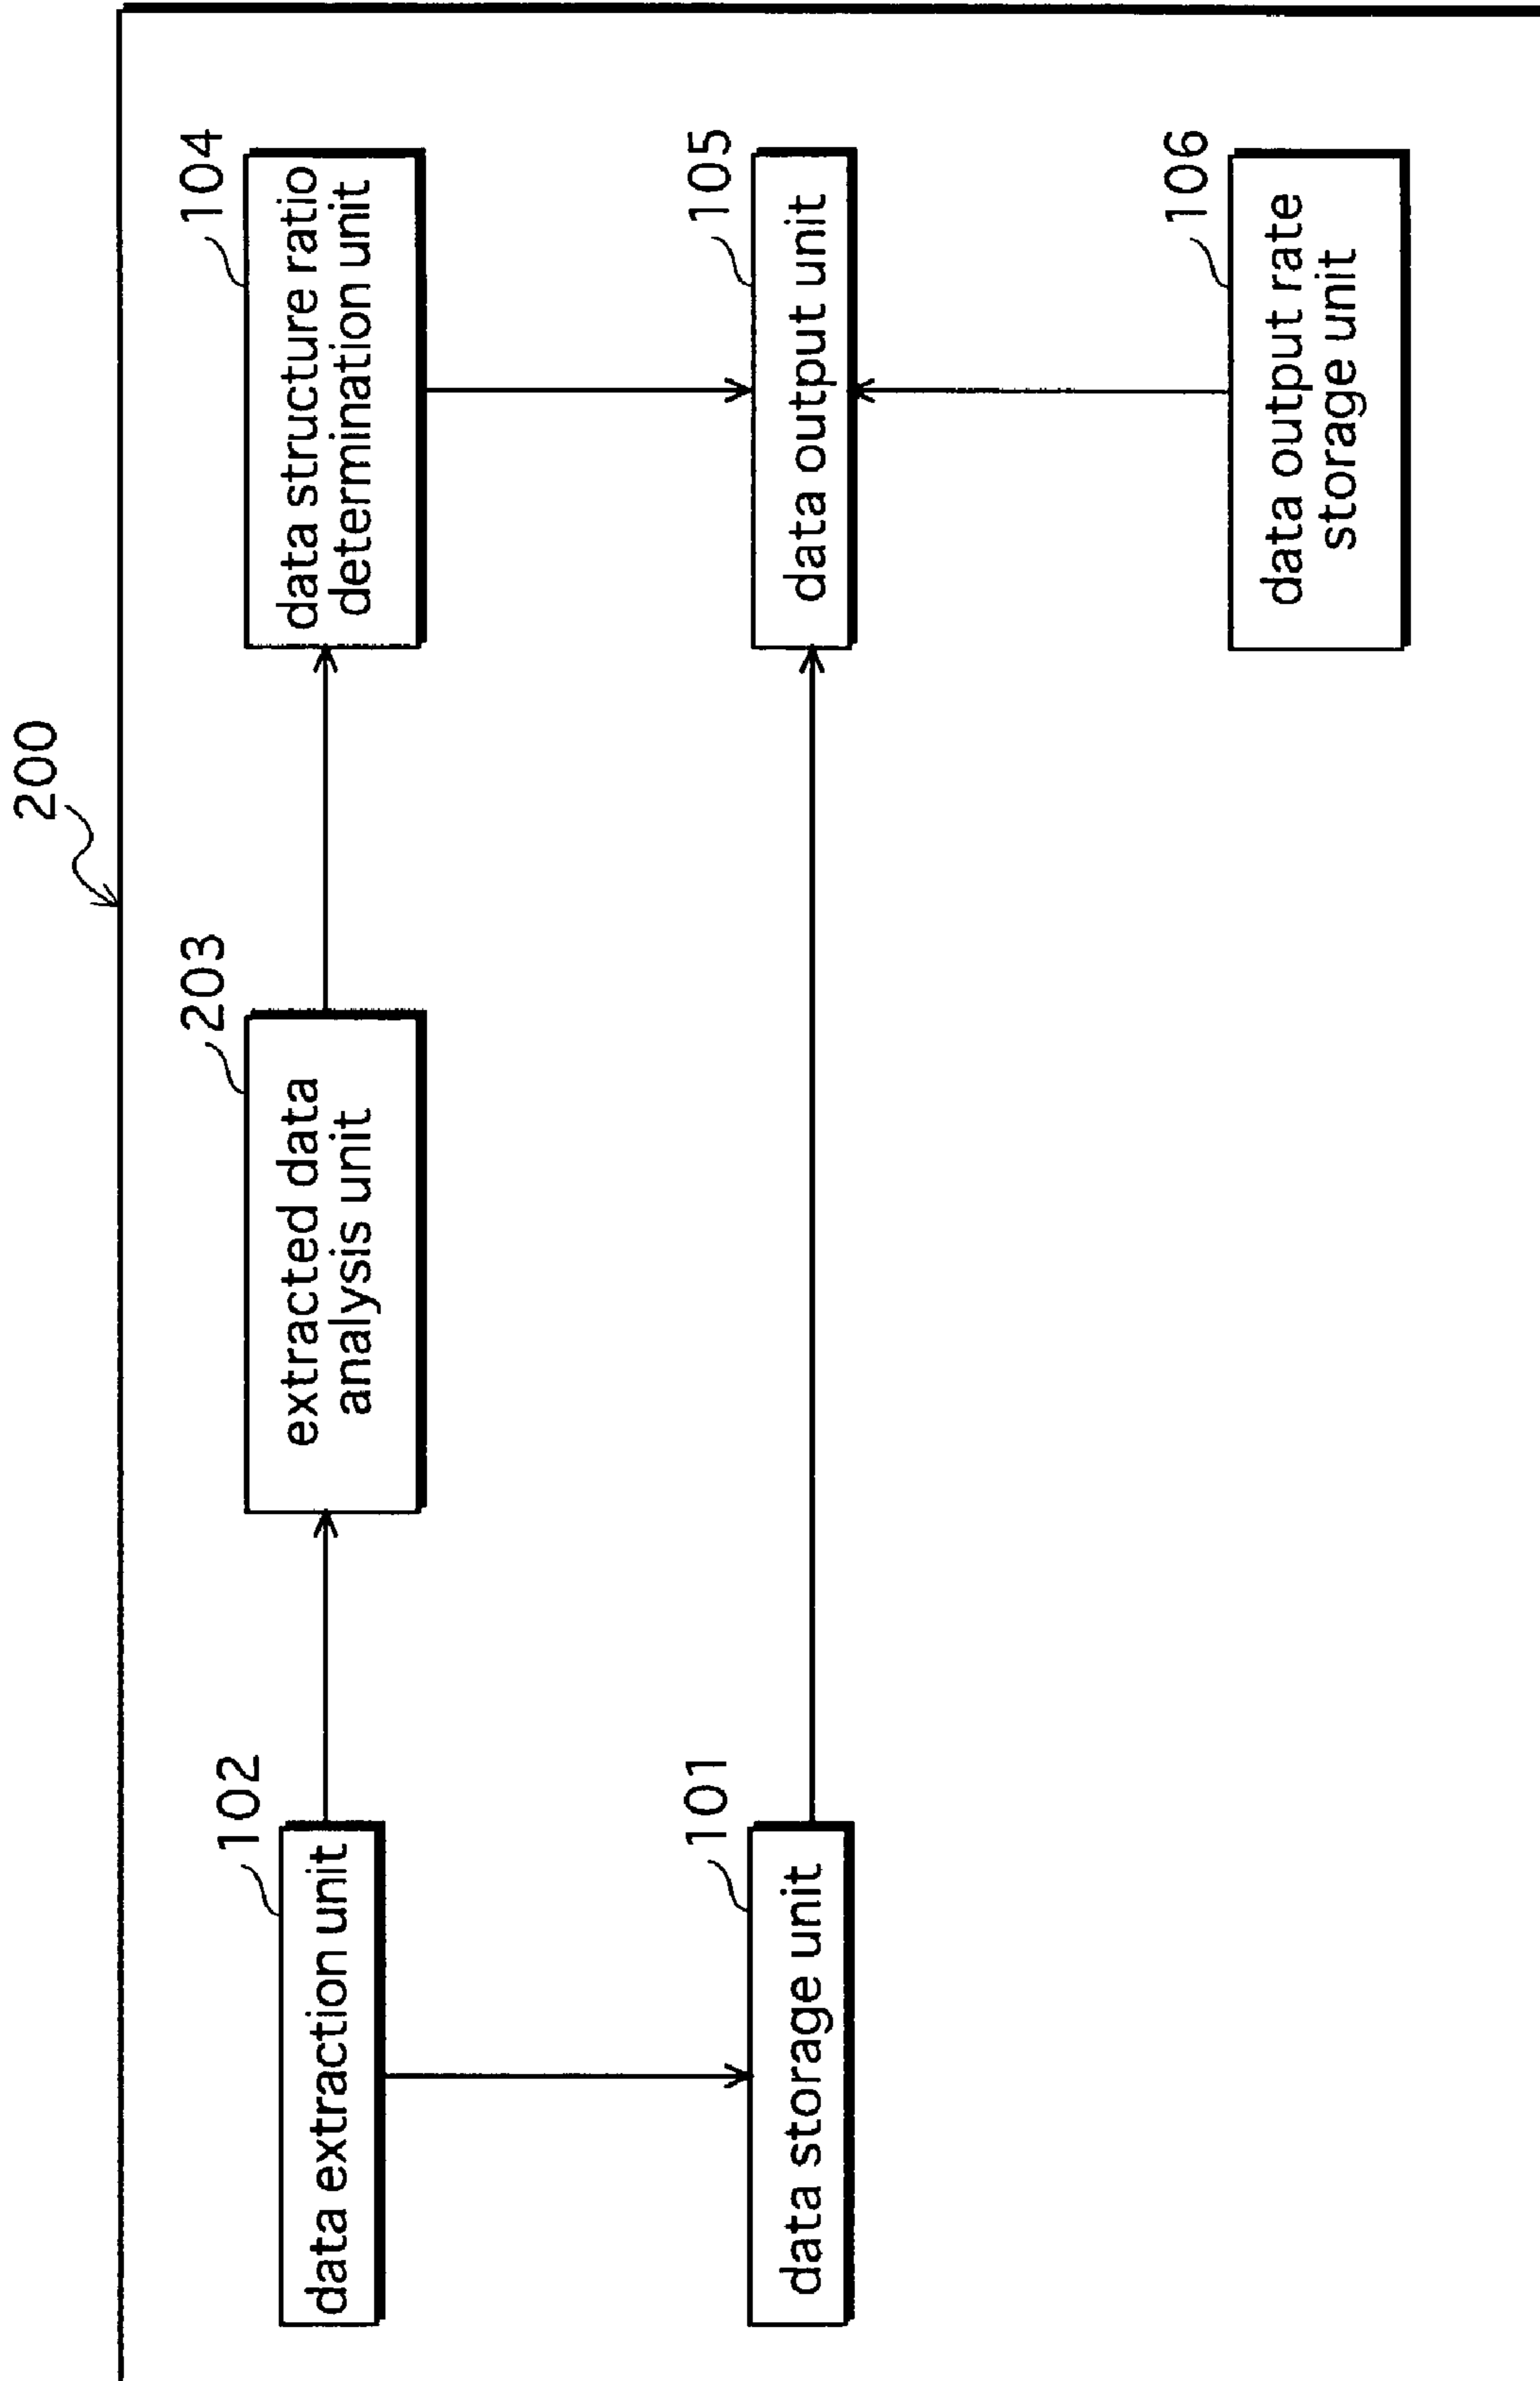 200
102
data extraction unit
203
extracted data
analysis unit
104
data structure ratio
determination unit
101
data storage unit
105
data output unit
106
data output rate
storage unit